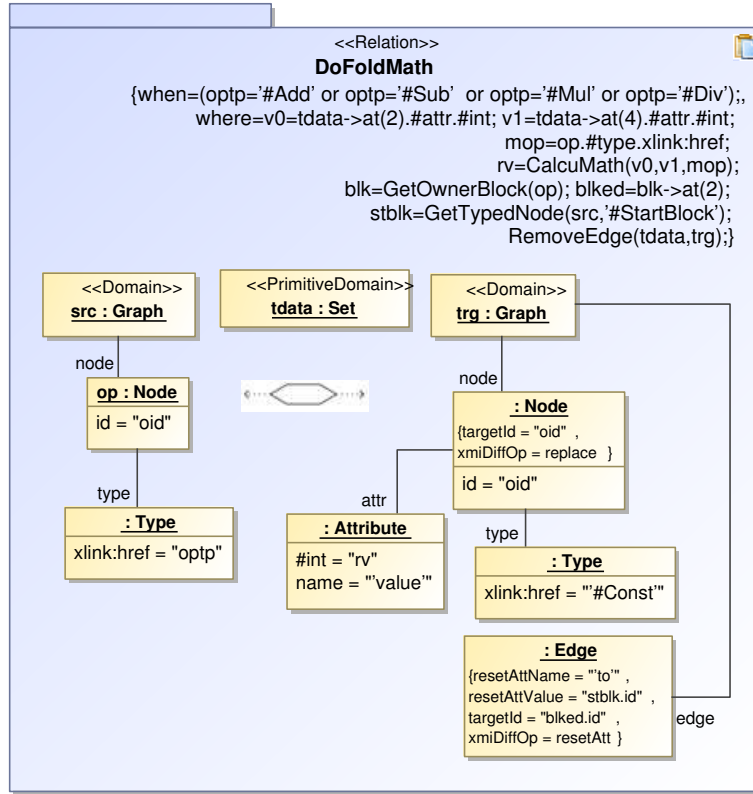 <<Relation>>
DoFoldMath
{when=(optp='#Add' or optp='#Sub' or optp='#Mul' or optp='#Div');,
where=v0=tdata->at(2).#attr.#int; v1=tdata->at(4).#attr.#int;
mop=op.#type.xlink:href;
rv=CalcuMath(v0,v1,mop);
blk=GetOwnerBlock(op); blked=blk->at(2);
stblk=GetTypedNode(src,'#StartBlock');
RemoveEdge(tdata,trg);}
<<Domain>>
src : Graph
<<PrimitiveDomain>>
tdata : Set
<<Domain>>
trg : Graph
node
op : Node
id = "oid"
type
: Type
xlink:href = "optp"
node
: Node
{targetId = "oid" ,
xmiDiffOp = replace }
id = "oid"
attr
: Attribute
#int = "rv"
name = "'value'"
type
: Type
xlink:href = "'#Const'"
: Edge
{resetAttName = "'to'" ,
resetAttValue = "stblk.id" ,
targetId = "blked.id" ,
xmiDiffOp = resetAtt }
edge